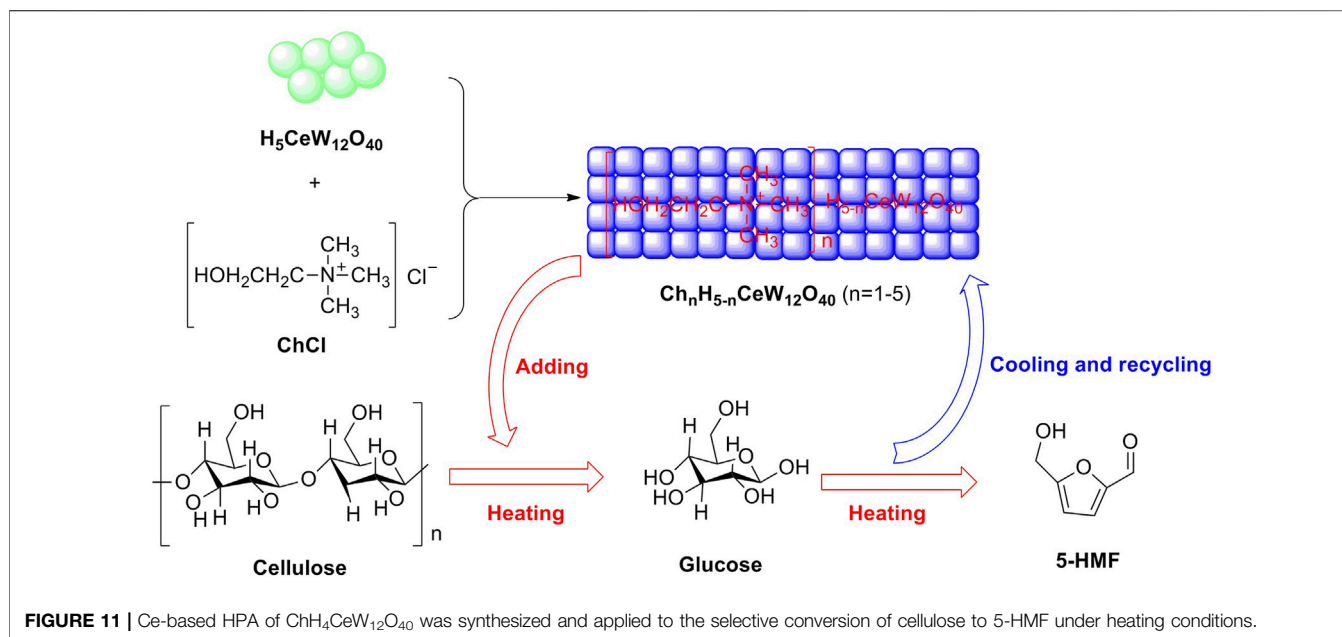 H₅CeW₁₂O₄₀
+
CH₃
HOH₂CH₂C–N⁺–CH₃ H₅₋ₙCeW₁₂O₄₀
CH₃
n
ChₙH₅₋ₙCeW₁₂O₄₀ (n=1-5)
CH₃
HOH₂CH₂C–N⁺–CH₃ Cl⁻
CH₃
ChCl
Adding
Cooling and recycling
OH
H
O
H
O
H
O
H
H
O
OH
H
O
H
H
O
H
O
n
Cellulose
Heating
OH
H
H
O
HO
HO
H
OH
OH
Glucose
Heating
OH
O
O
5-HMF
FIGURE 11 | Ce-based HPA of ChH₄CeW₁₂O₄₀ was synthesized and applied to the selective conversion of cellulose to 5-HMF under heating conditions.